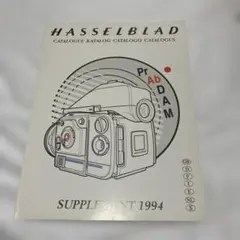 HASSELBLAD
CATALOGUE KATALOG CATALOGO CATALOGUE
Pr
Ab
D
A
M
SUPPLEMENT 1994